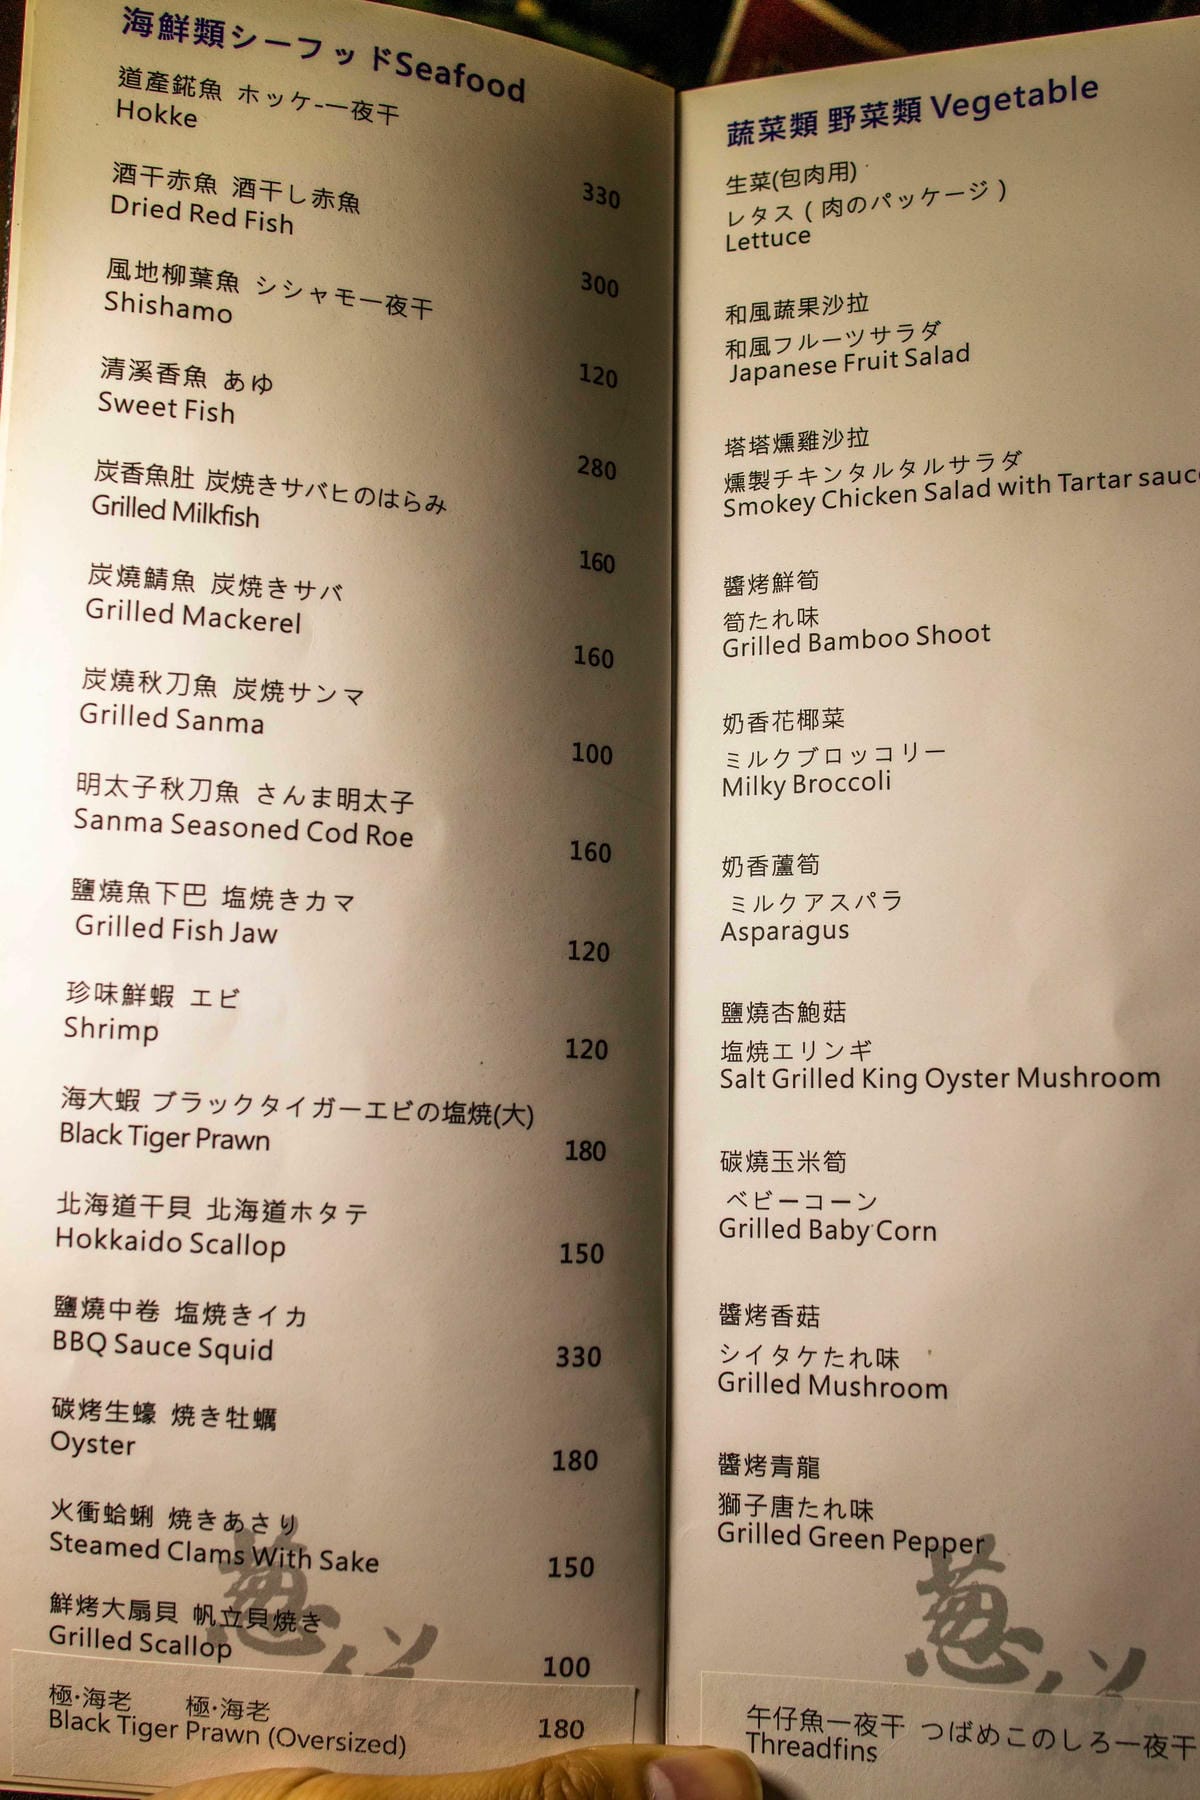 海鮮類シーフッドSeafood
道產鯱魚 ホッケ-一夜干
Hokke
330
酒干赤魚 酒干し赤魚
Dried Red Fish
300
風地柳葉魚 シシャモ一夜干
Shishamo
120
清溪香魚 あゆ
Sweet Fish
280
炭香魚肚 炭焼きサバヒのはらみ
Grilled Milkfish
160
炭燒鯖魚 炭焼きサバ
Grilled Mackerel
160
炭燒秋刀魚 炭焼サンマ
Grilled Sanma
100
明太子秋刀魚 さんま明太子
Sanma Seasoned Cod Roe
160
鹽燒魚下巴 塩焼きカマ
Grilled Fish Jaw
120
珍味鮮蝦 エビ
Shrimp
120
海大蝦 ブラックタイガーエビの塩焼(大)
Black Tiger Prawn
180
北海道干貝 北海道ホタテ
Hokkaido Scallop
150
鹽燒中卷 塩焼きイカ
BBQ Sauce Squid
330
碳烤生蠔 焼き牡蠣
Oyster
180
火衝蛤蜊 焼きあさり
Steamed Clams With Sake
150
鮮烤大扇貝 帆立貝焼き
Grilled Scallop
100
極·海老 極·海老
Black Tiger Prawn (Oversized)
180
蔬菜類 野菜類 Vegetable
生菜(包肉用)
レタス ( 肉のパッケージ )
Lettuce
和風蔬果沙拉
和風フルーツサラダ
Japanese Fruit Salad
塔塔燻雞沙拉
燻製チキンタルタルサラダ
Smokey Chicken Salad with Tartar sauc
醬烤鮮筍
筍たれ味
Grilled Bamboo Shoot
奶香花椰菜
ミルクブロッコリー
Milky Broccoli
奶香蘆筍
ミルクアスパラ
Asparagus
鹽燒杏鮑菇
塩焼エリンギ
Salt Grilled King Oyster Mushroom
碳燒玉米筍
ベビーコーン
Grilled Baby Corn
醬烤香菇
シイタケたれ味
Grilled Mushroom
醬烤青龍
獅子唐たれ味
Grilled Green Pepper
午仔魚一夜干 つばめこのしろ一夜干
Threadfins